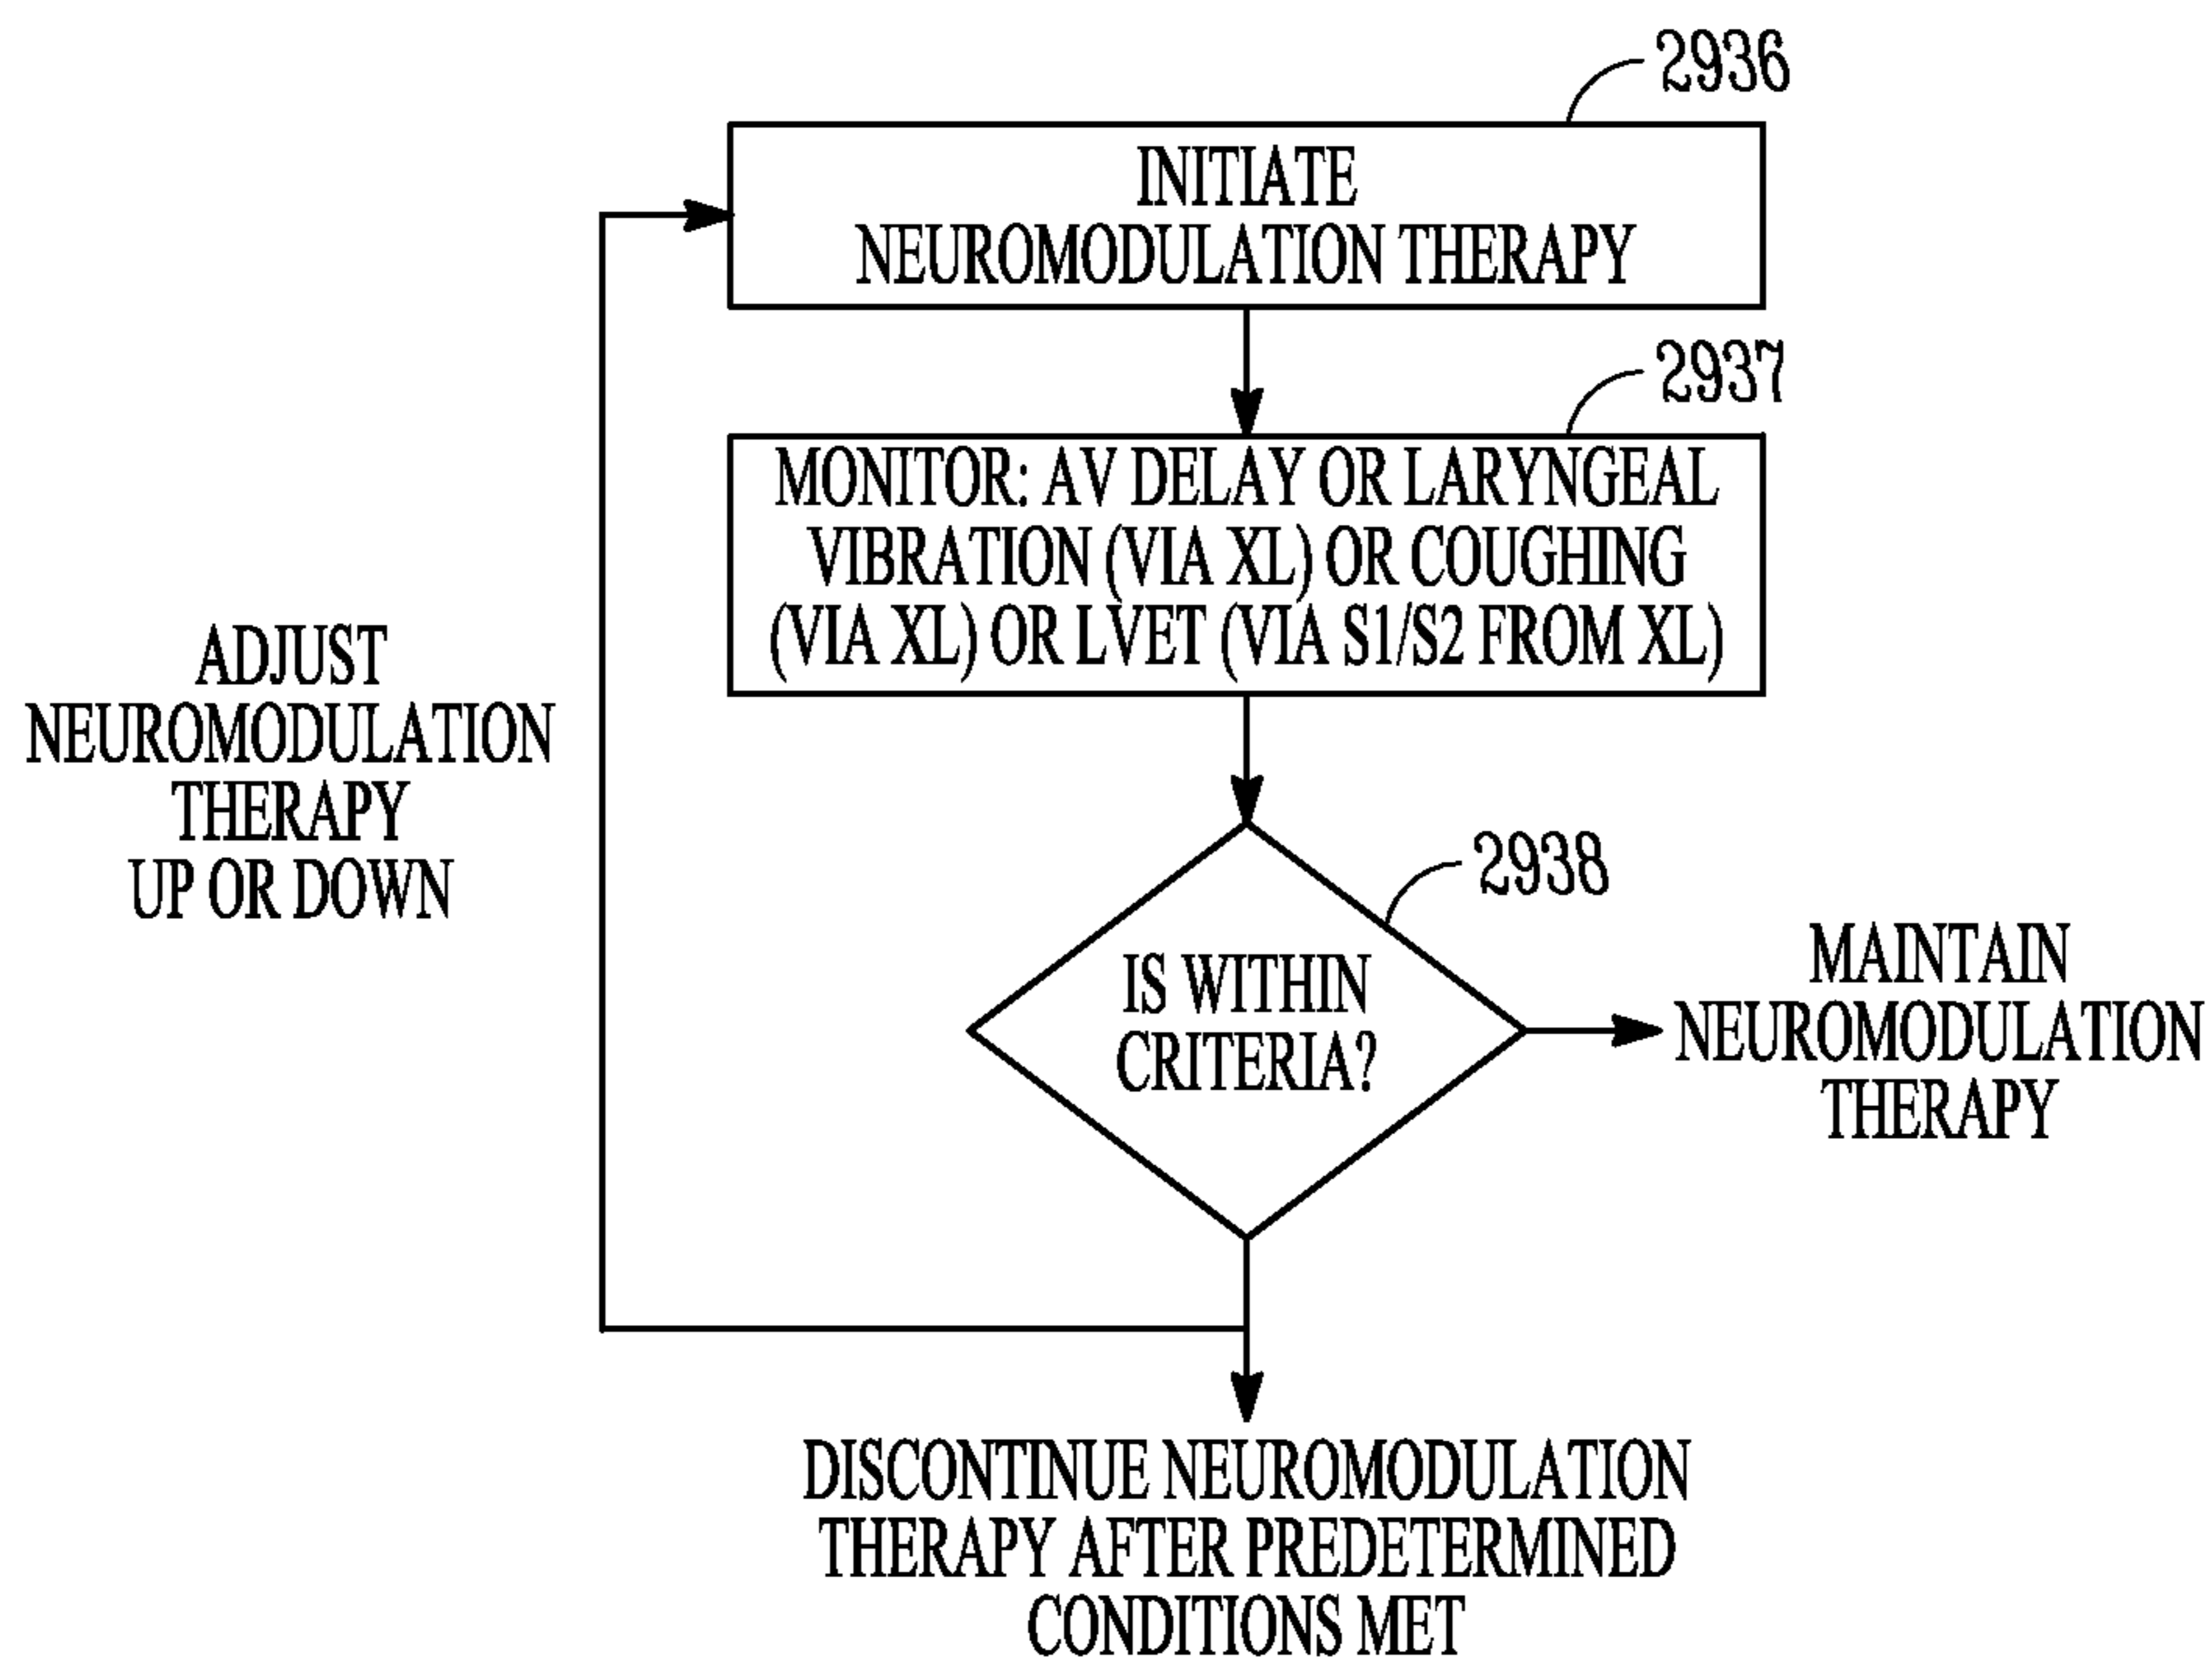 2936
INITIATE
NEUROMODULATION THERAPY
2937
MONITOR: AV DELAY OR LARYNGEAL
VIBRATION (VIA XL) OR COUGHING
(VIA XL) OR LVET (VIA S1/S2 FROM XL)
ADJUST
NEUROMODULATION
THERAPY
UP OR DOWN
2938
IS WITHIN
CRITERIA?
MAINTAIN
NEUROMODULATION
THERAPY
DISCONTINUE NEUROMODULATION
THERAPY AFTER PREDETERMINED
CONDITIONS MET